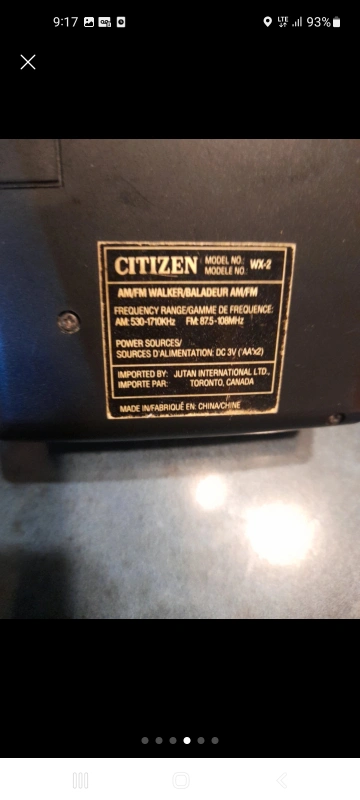 9:17 LTE 93%
CITIZEN MODEL NO.: WX-2
MODELE NO.:
AM/FM WALKER/BALADEUR AM/FM
FREQUENCY RANGE/GAMME DE FREQUENCE:
AM: 530-1710KHz FM: 87.5-108MHz
POWER SOURCES/
SOURCES D'ALIMENTATION: DC 3V ('AA'x2)
IMPORTED BY: JUTAN INTERNATIONAL LTD.,
IMPORTE PAR: TORONTO, CANADA
MADE IN/FABRIQUÉ EN: CHINA/CHINE